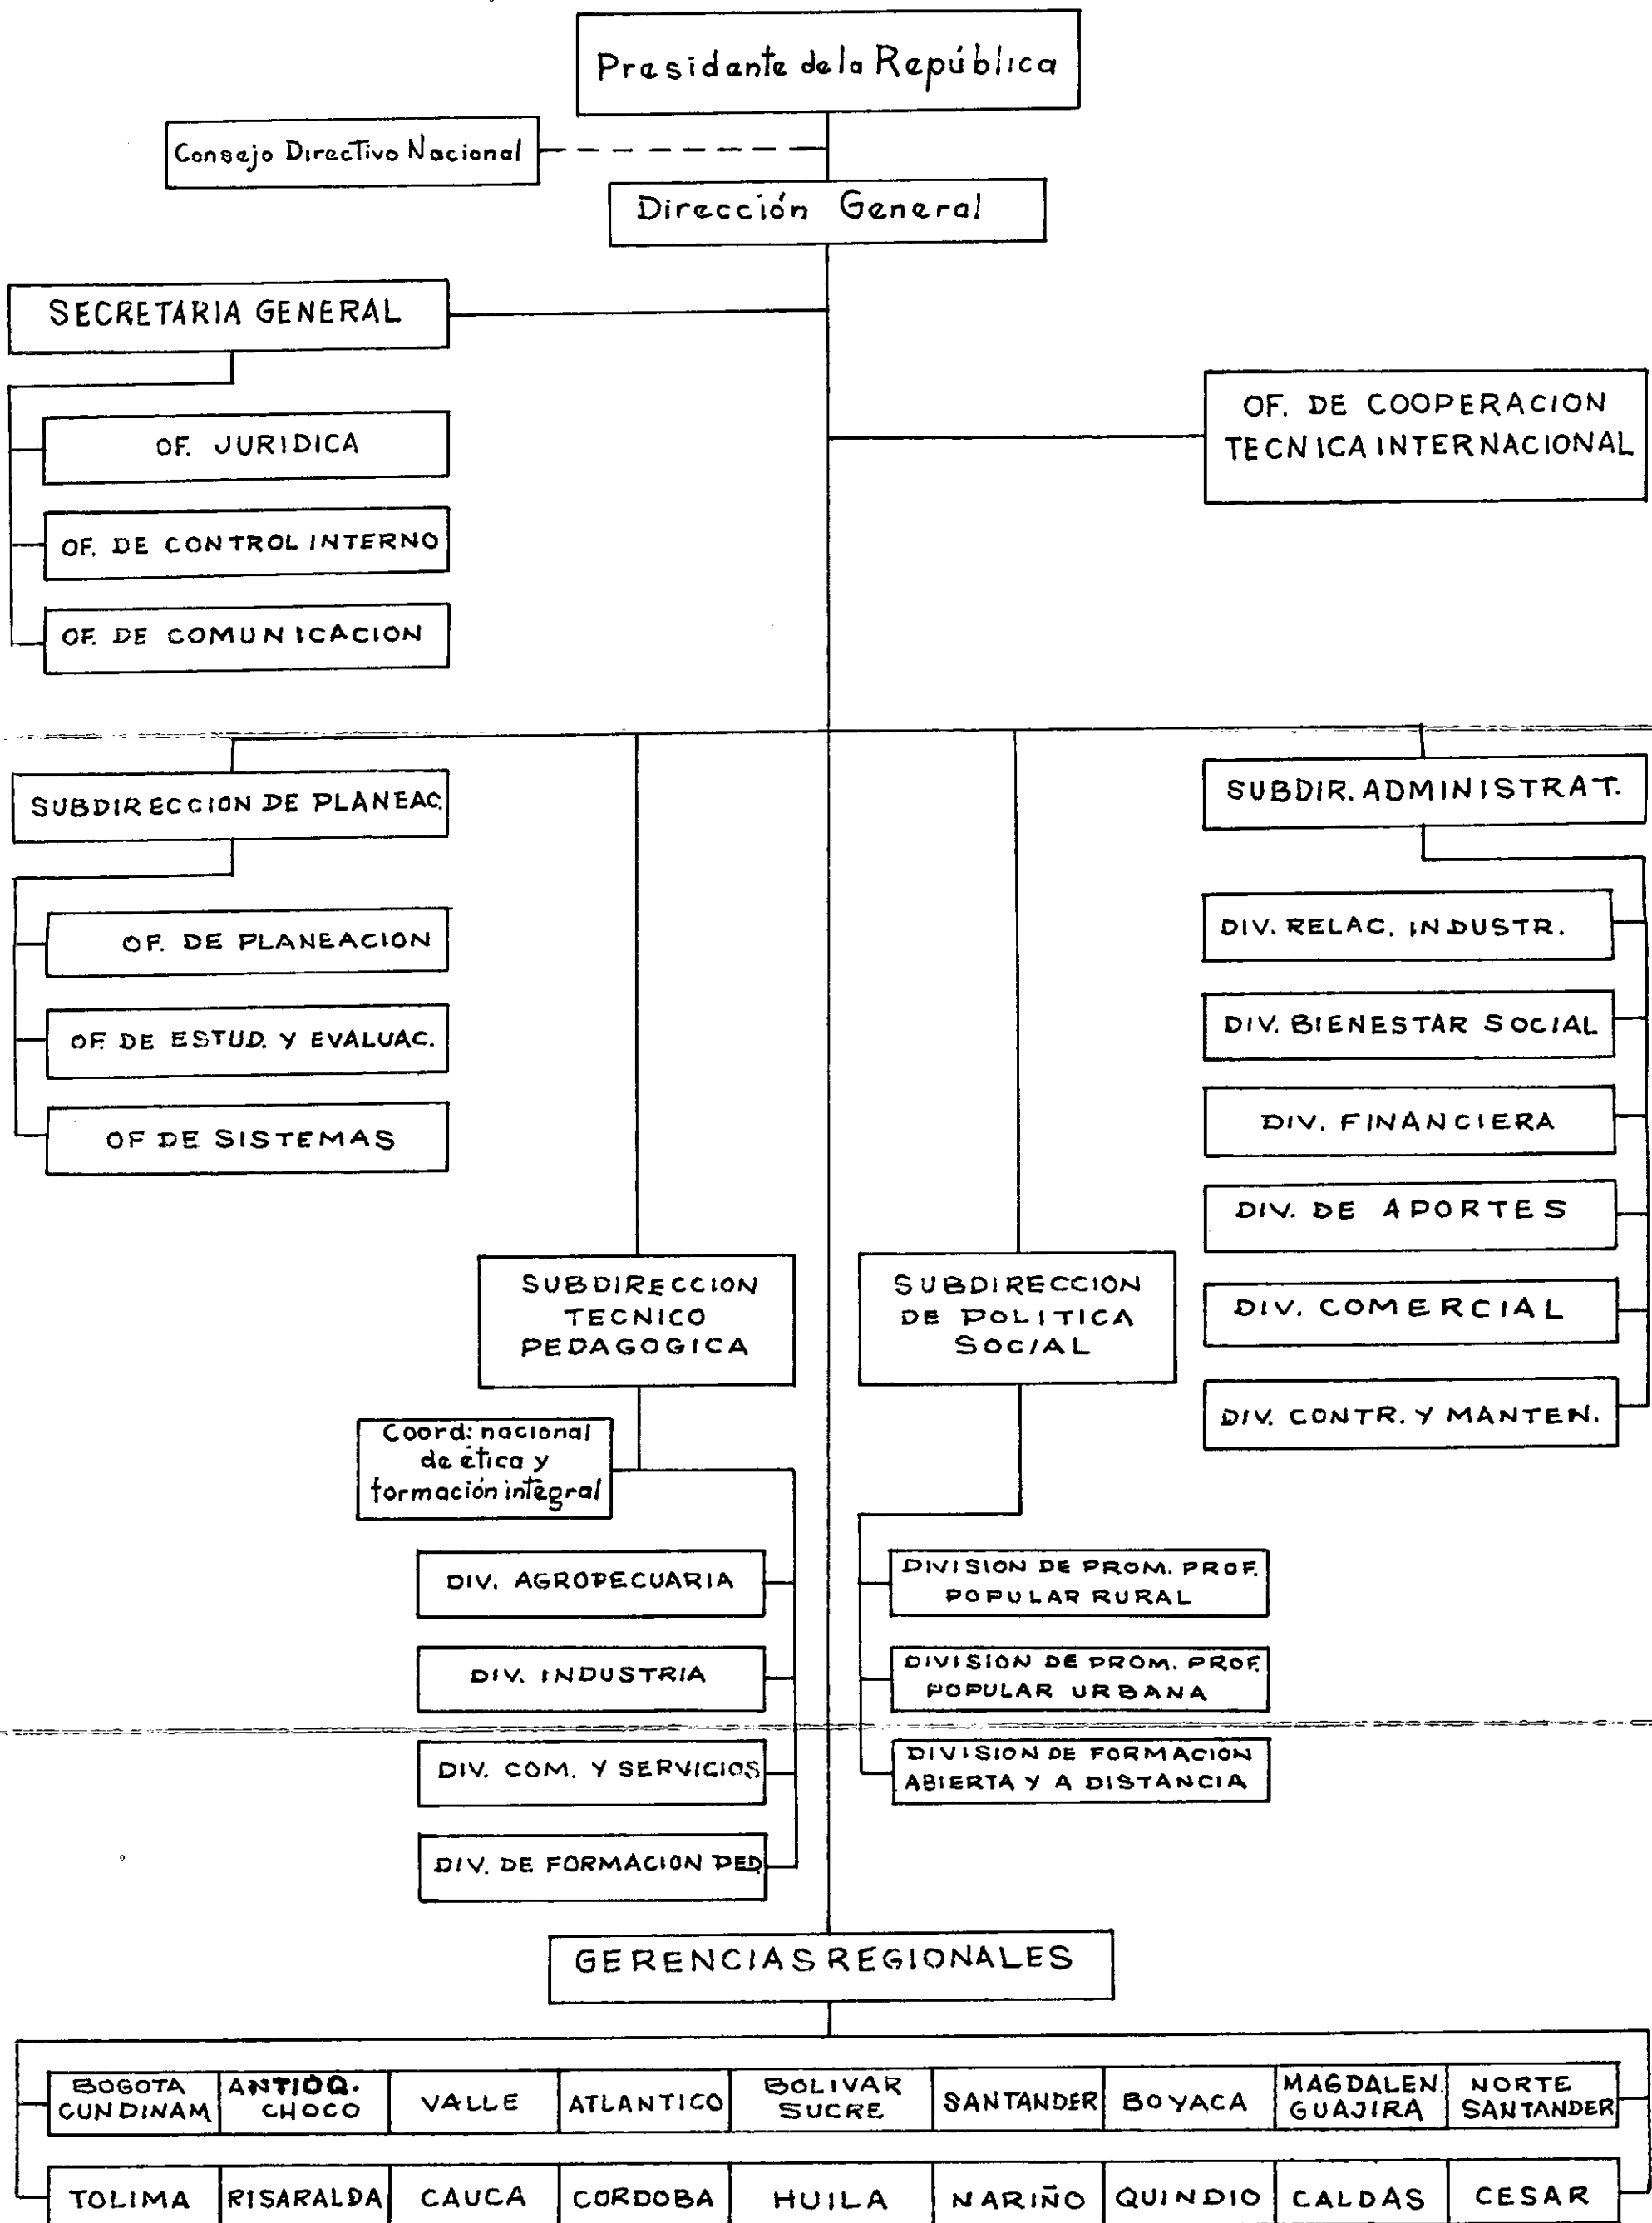 Presidente de la República
Consejo Directivo Nacional
Dirección General
SECRETARIA GENERAL
OF. JURIDICA
OF. DE CONTROL INTERNO
OF. DE COMUNICACION
OF. DE COOPERACION
TECNICA INTERNACIONAL
SUBDIRECCION DE PLANEAC.
OF. DE PLANEACION
OF. DE ESTUD. Y EVALUAC.
OF DE SISTEMAS
SUBDIRECCION
TECNICO
PEDAGOGICA
Coord: nacional
de ética y
formación integral
DIV. AGROPECUARIA
DIV. INDUSTRIA
DIV. COM. Y SERVICIOS
DIV. DE FORMACION PED.
SUBDIRECCION
DE POLITICA
SOCIAL
DIVISION DE PROM. PROF.
POPULAR RURAL
DIVISION DE PROM. PROF.
POPULAR URBANA
DIVISION DE FORMACION
ABIERTA Y A DISTANCIA
SUBDIR. ADMINISTRAT.
DIV. RELAC. INDUSTR.
DIV. BIENESTAR SOCIAL
DIV. FINANCIERA
DIV. DE APORTES
DIV. COMERCIAL
DIV. CONTR. Y MANTEN.
GERENCIAS REGIONALES
BOGOTA
CUNDINAM
ANTIOQ.
CHOCO
VALLE
ATLANTICO
BOLIVAR
SUCRE
SANTANDER
BOYACA
MAGDALEN.
GUAJIRA
NORTE
SANTANDER
TOLIMA
RISARALDA
CAUCA
CORDOBA
HUILA
NARIÑO
QUINDIO
CALDAS
CESAR